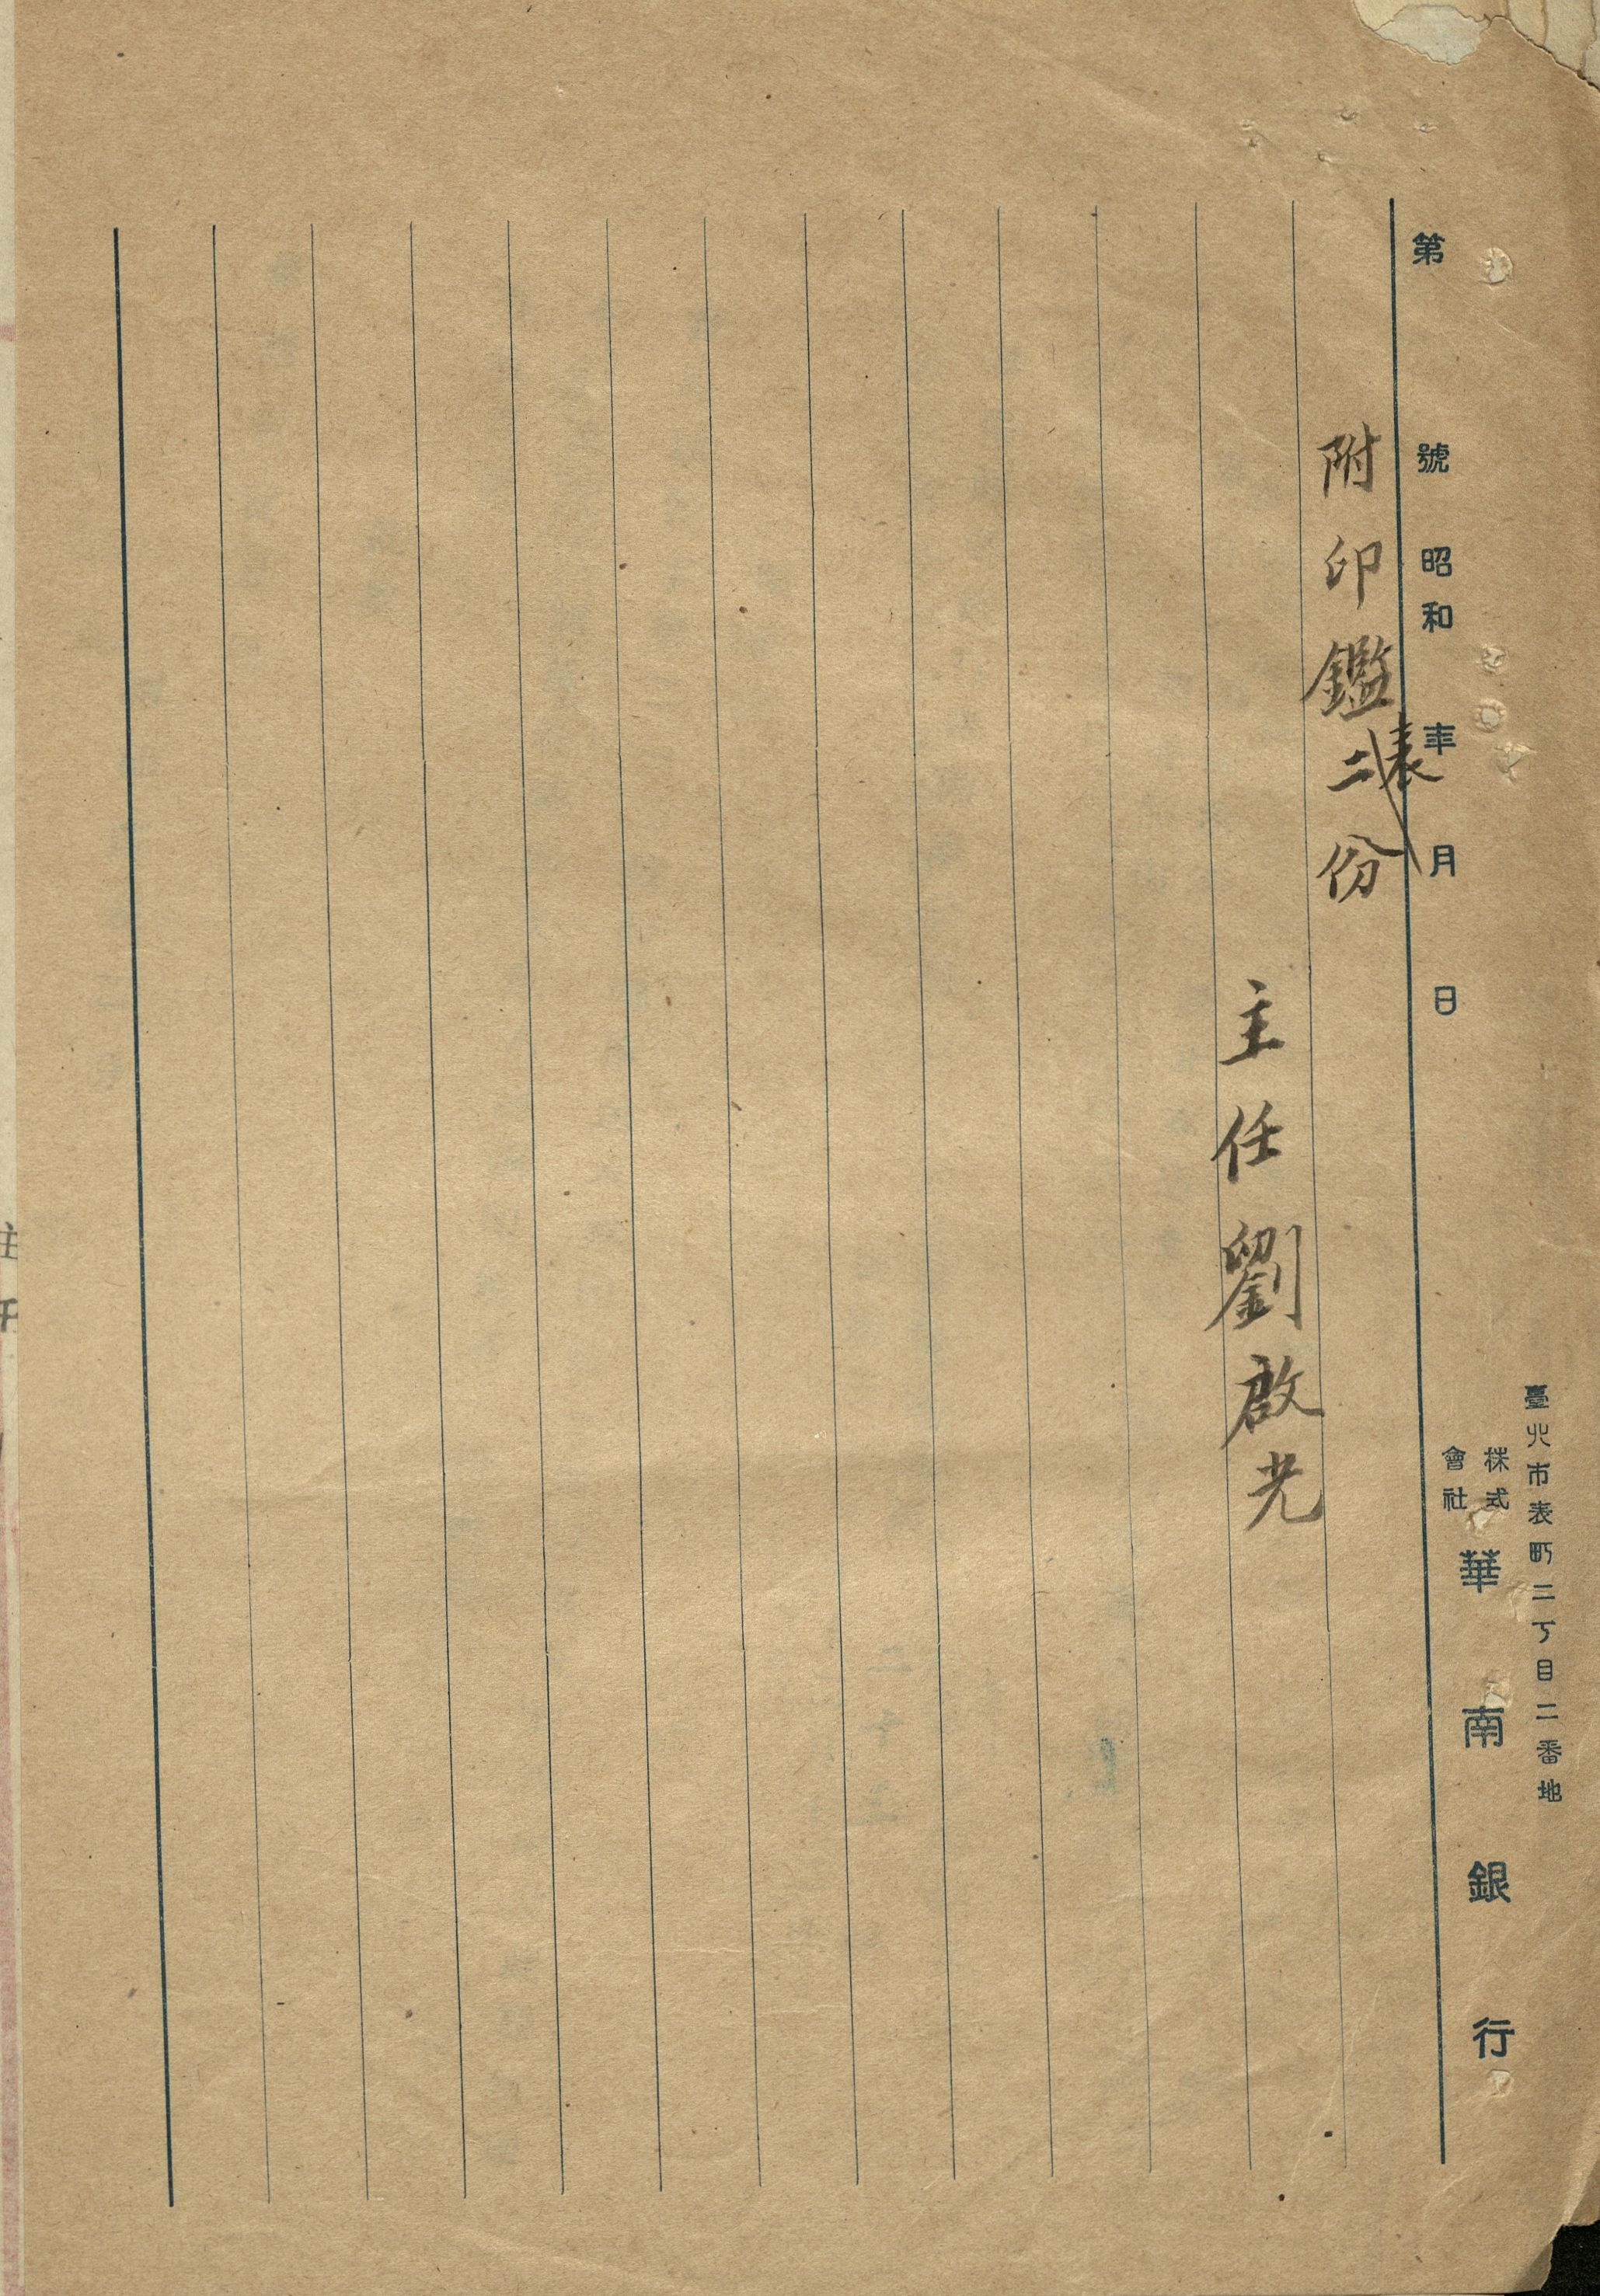 臺北市表町二丁目二番地
株式會社 華南銀行
第 號 昭和 年 月 日
附印鑑表二份
主任劉啟光